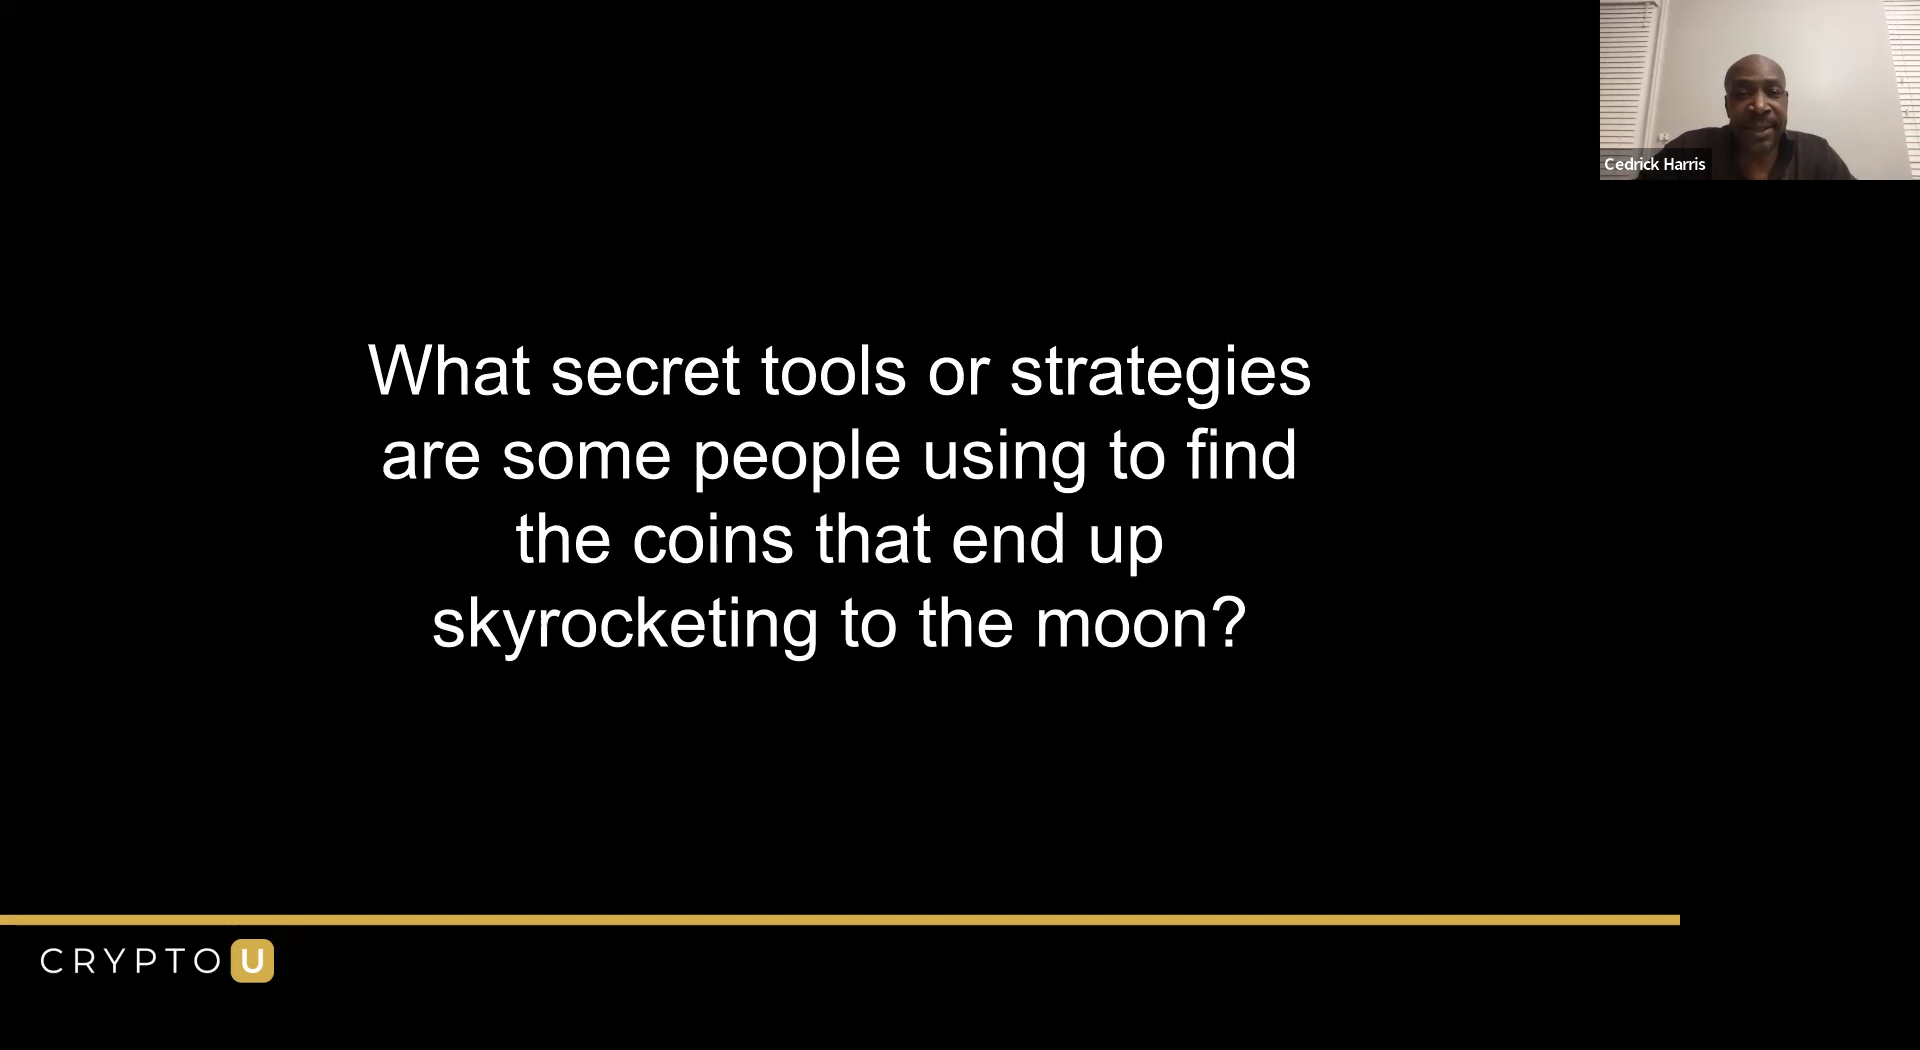 Cedrick Harris
What secret tools or strategies
are some people using to find
the coins that end up
skyrocketing to the moon?
CRYPTO U